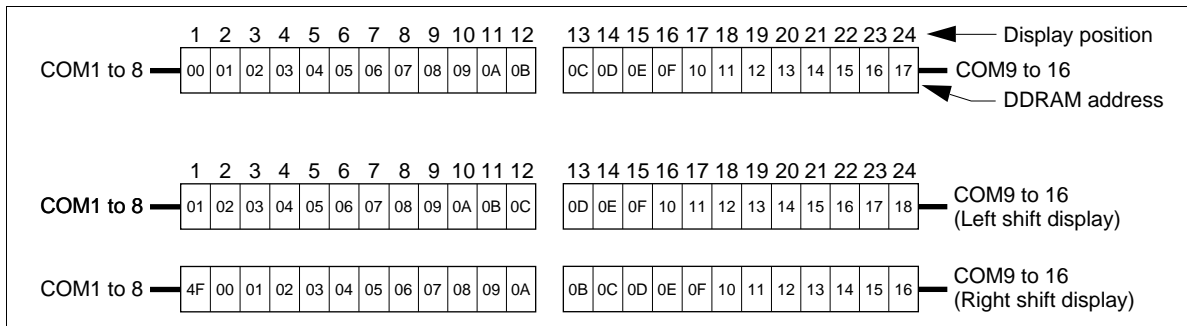 1 2 3 4 5 6 7 8 9 10 11 12 13 14 15 16 17 18 19 20 21 22 23 24 Display position
COM1 to 8 00 01 02 03 04 05 06 07 08 09 0A 0B 0C 0D 0E 0F 10 11 12 13 14 15 16 17 COM9 to 16
DDRAM address
1 2 3 4 5 6 7 8 9 10 11 12 13 14 15 16 17 18 19 20 21 22 23 24
COM1 to 8 01 02 03 04 05 06 07 08 09 0A 0B 0C 0D 0E 0F 10 11 12 13 14 15 16 17 18 COM9 to 16
(Left shift display)
COM1 to 8 4F 00 01 02 03 04 05 06 07 08 09 0A 0B 0C 0D 0E 0F 10 11 12 13 14 15 16 COM9 to 16
(Right shift display)